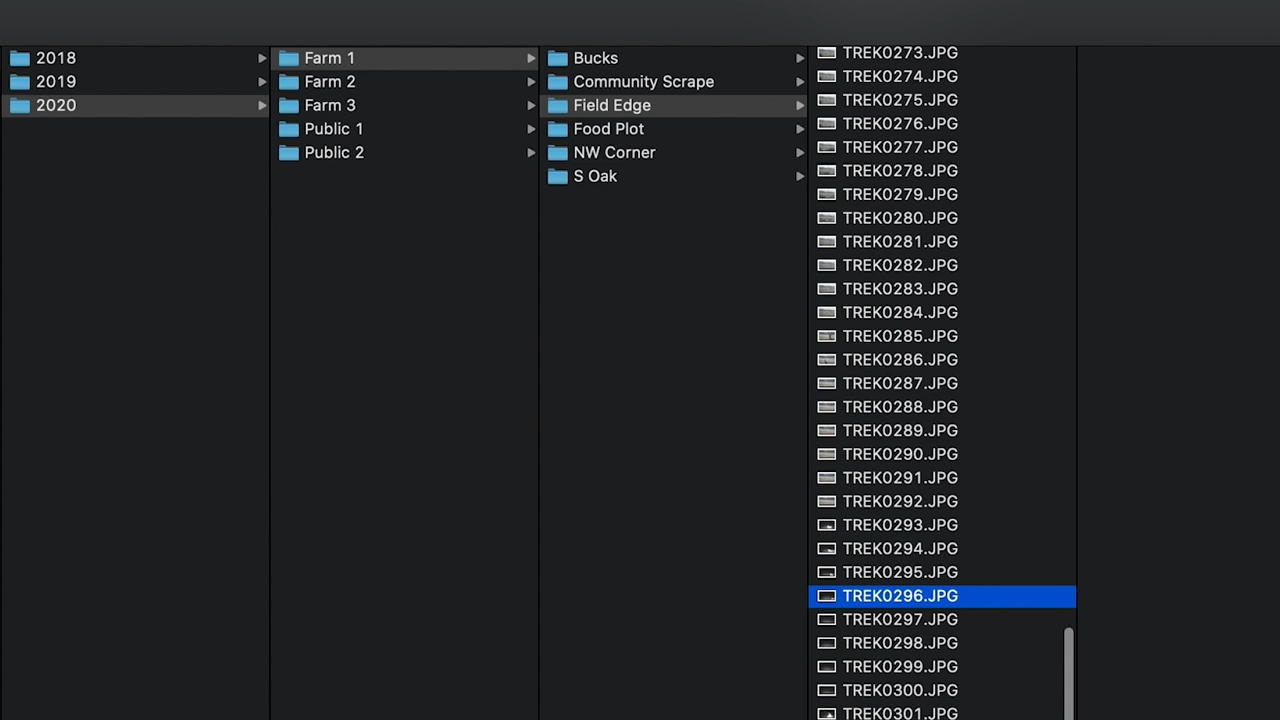 2018
2019
2020
Farm 1
Farm 2
Farm 3
Public 1
Public 2
Bucks
Community Scrape
Field Edge
Food Plot
NW Corner
S Oak
TREK0273.JPG
TREK0274.JPG
TREK0275.JPG
TREK0276.JPG
TREK0277.JPG
TREK0278.JPG
TREK0279.JPG
TREK0280.JPG
TREK0281.JPG
TREK0282.JPG
TREK0283.JPG
TREK0284.JPG
TREK0285.JPG
TREK0286.JPG
TREK0287.JPG
TREK0288.JPG
TREK0289.JPG
TREK0290.JPG
TREK0291.JPG
TREK0292.JPG
TREK0293.JPG
TREK0294.JPG
TREK0295.JPG
TREK0296.JPG
TREK0297.JPG
TREK0298.JPG
TREK0299.JPG
TREK0300.JPG
TREK0301.JPG